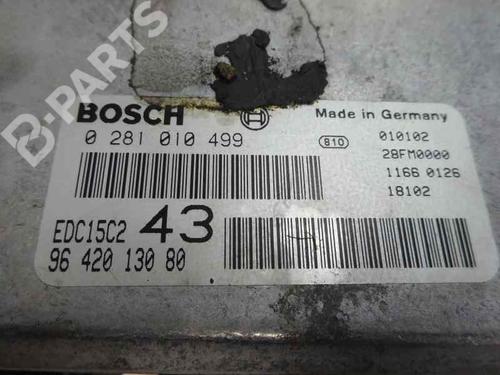 B-PARTS
BOSCH
Made in Germany
0 281 010 499
810
010102
28FM0000
1166 0126
18102
EDC15C2 43
96 420 130 80